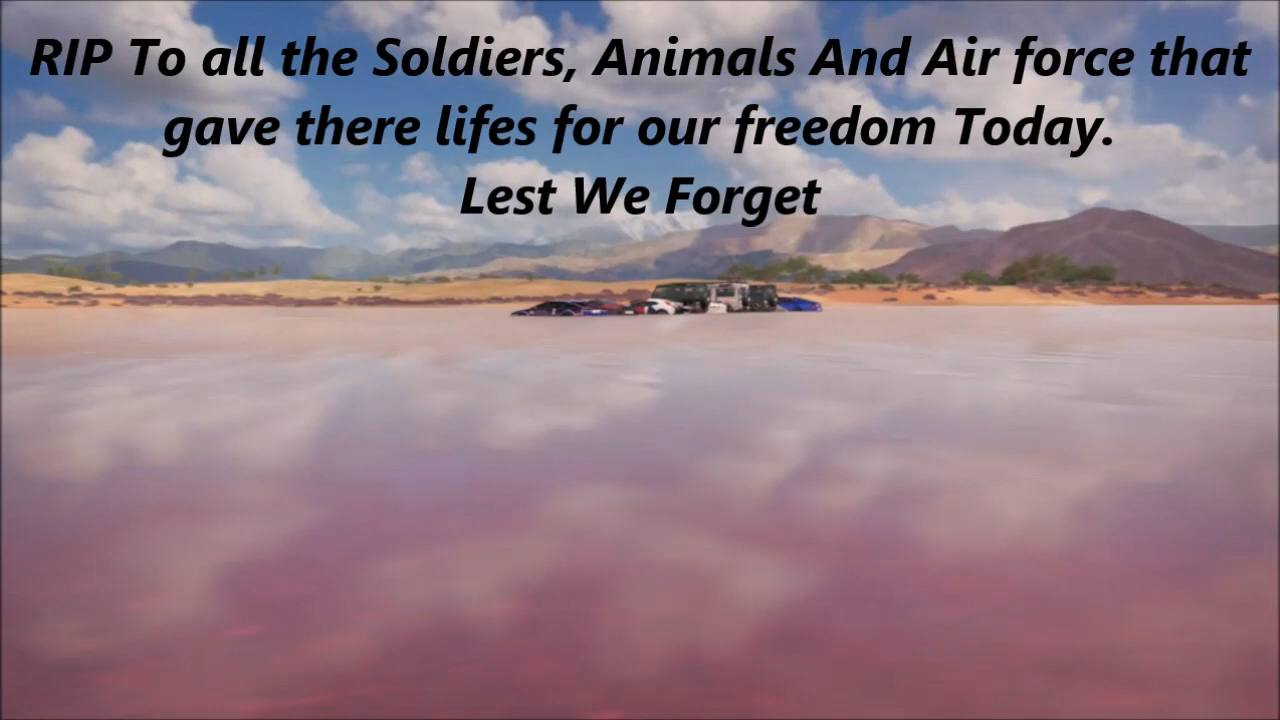 RIP To all the Soldiers, Animals And Air force that
gave there lifes for our freedom Today.
Lest We Forget